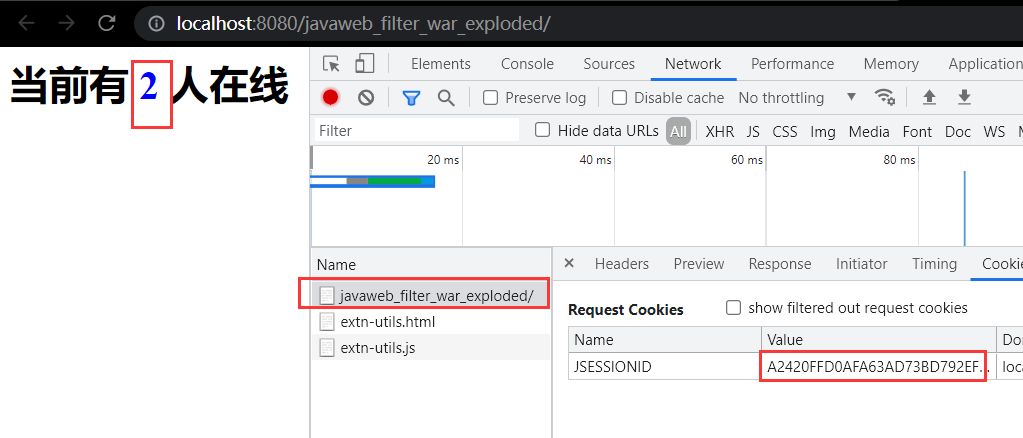 localhost:8080/javaweb_filter_war_exploded/
当前有 2 人在线
Elements Console Sources Network Performance Memory Application
Preserve log Disable cache No throttling
Filter Hide data URLs All XHR JS CSS Img Media Font Doc WS
20 ms 40 ms 60 ms 80 ms
Name
javaweb_filter_war_exploded/
extn-utils.html
extn-utils.js
× Headers Preview Response Initiator Timing Cooki
Request Cookies show filtered out request cookies
Name Value Do
JSESSIONID A2420FFD0AFA63AD73BD792EF... loc